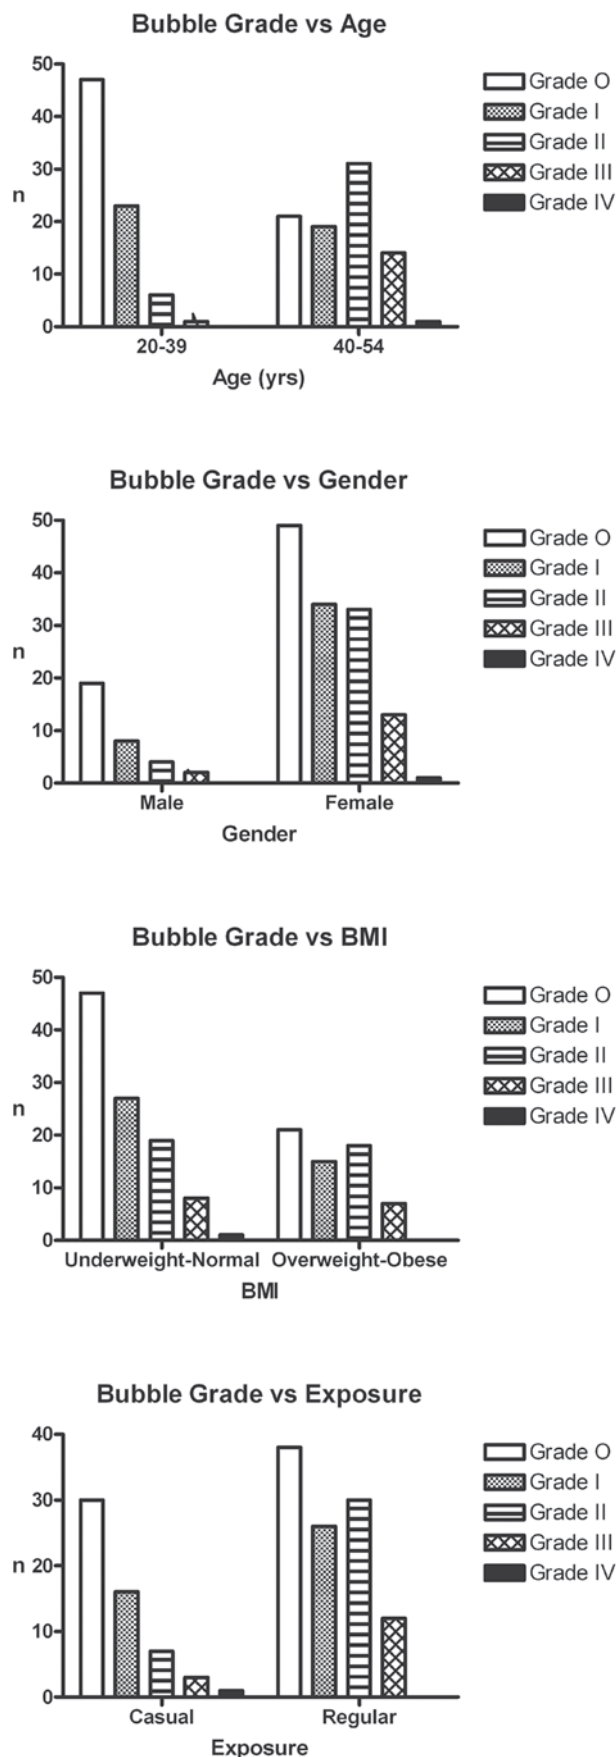 Bubble Grade vs Age
50
40
30
20
10
0
n
20-39
40-54
Age (yrs)
Grade O
Grade I
Grade II
Grade III
Grade IV
Bubble Grade vs Gender
50
40
30
20
10
0
n
Male
Female
Gender
Grade O
Grade I
Grade II
Grade III
Grade IV
Bubble Grade vs BMI
50
40
30
20
10
0
n
Underweight-Normal
Overweight-Obese
BMI
Grade O
Grade I
Grade II
Grade III
Grade IV
Bubble Grade vs Exposure
40
30
20
10
0
n
Casual
Regular
Exposure
Grade O
Grade I
Grade II
Grade III
Grade IV